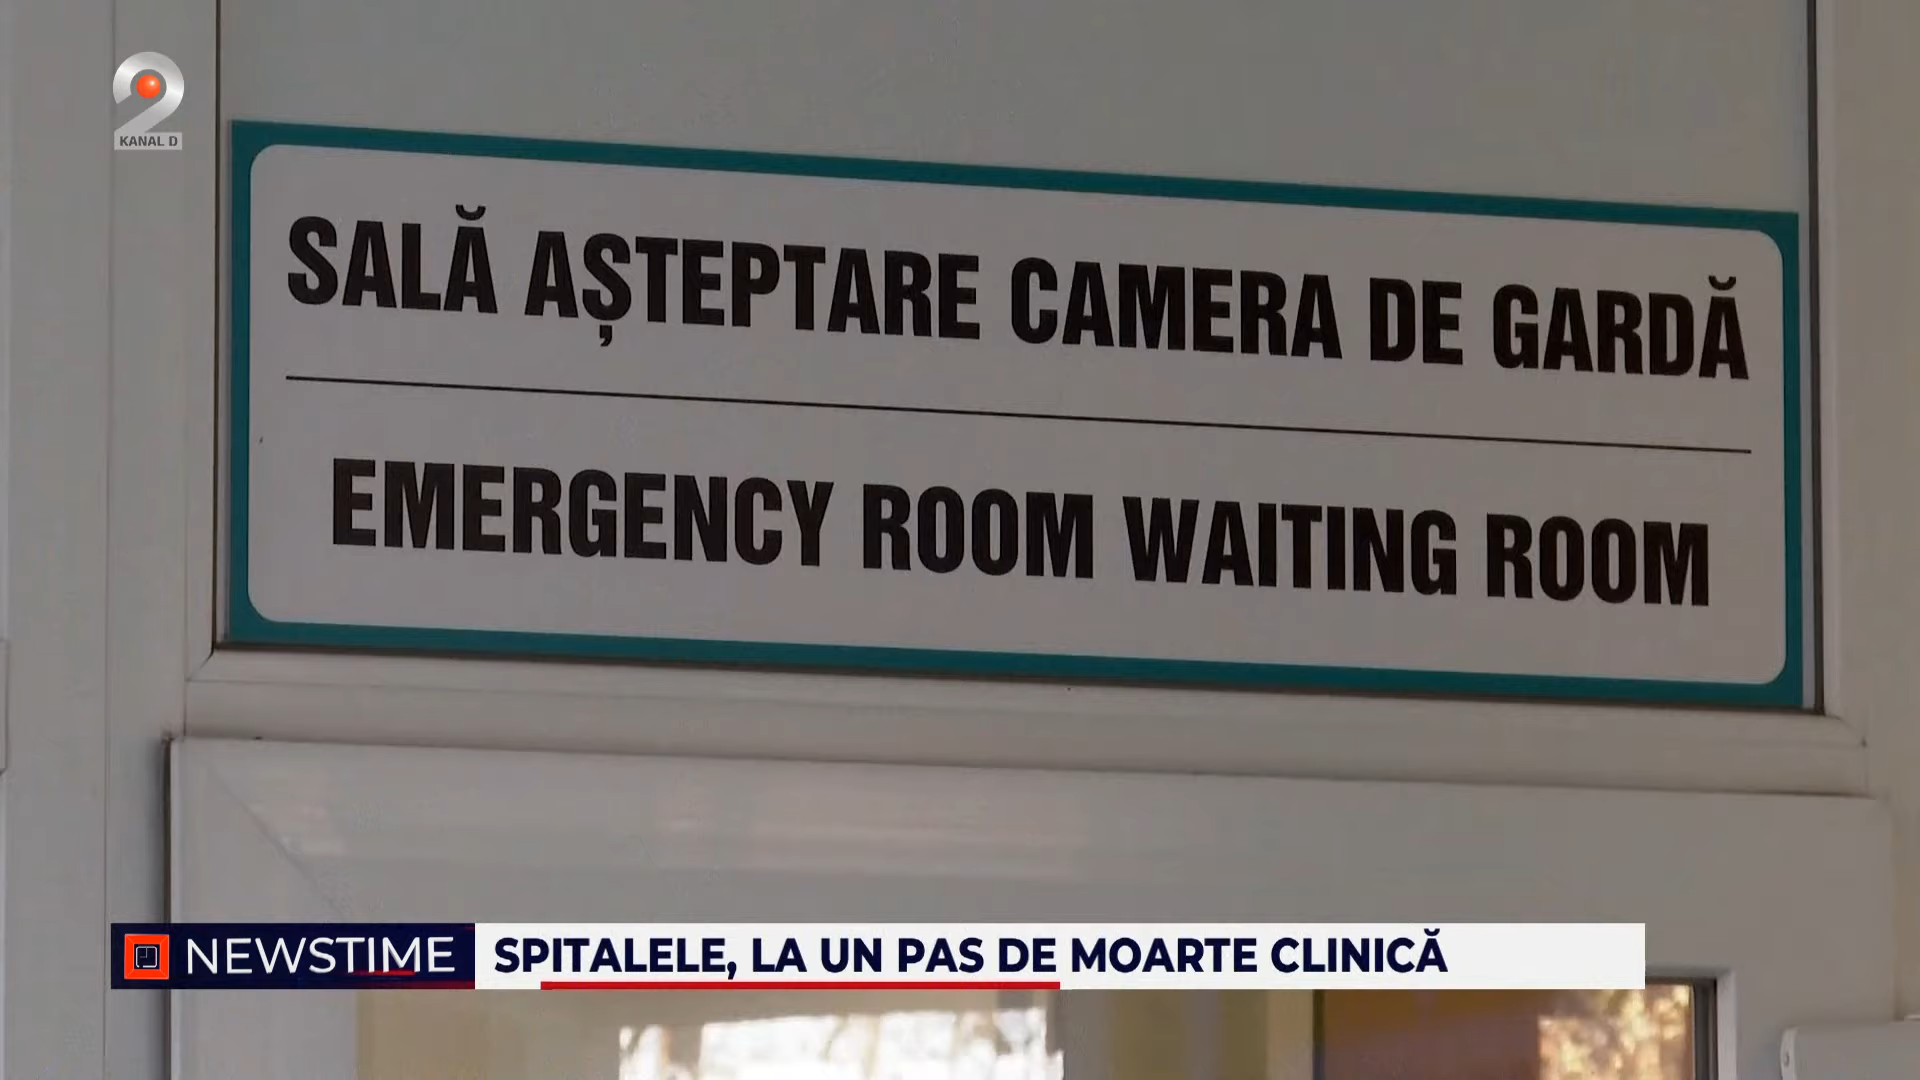 2
KANAL D
SALĂ AȘTEPTARE CAMERA DE GARDĂ
EMERGENCY ROOM WAITING ROOM
NEWSTIME SPITALELE, LA UN PAS DE MOARTE CLINICĂ